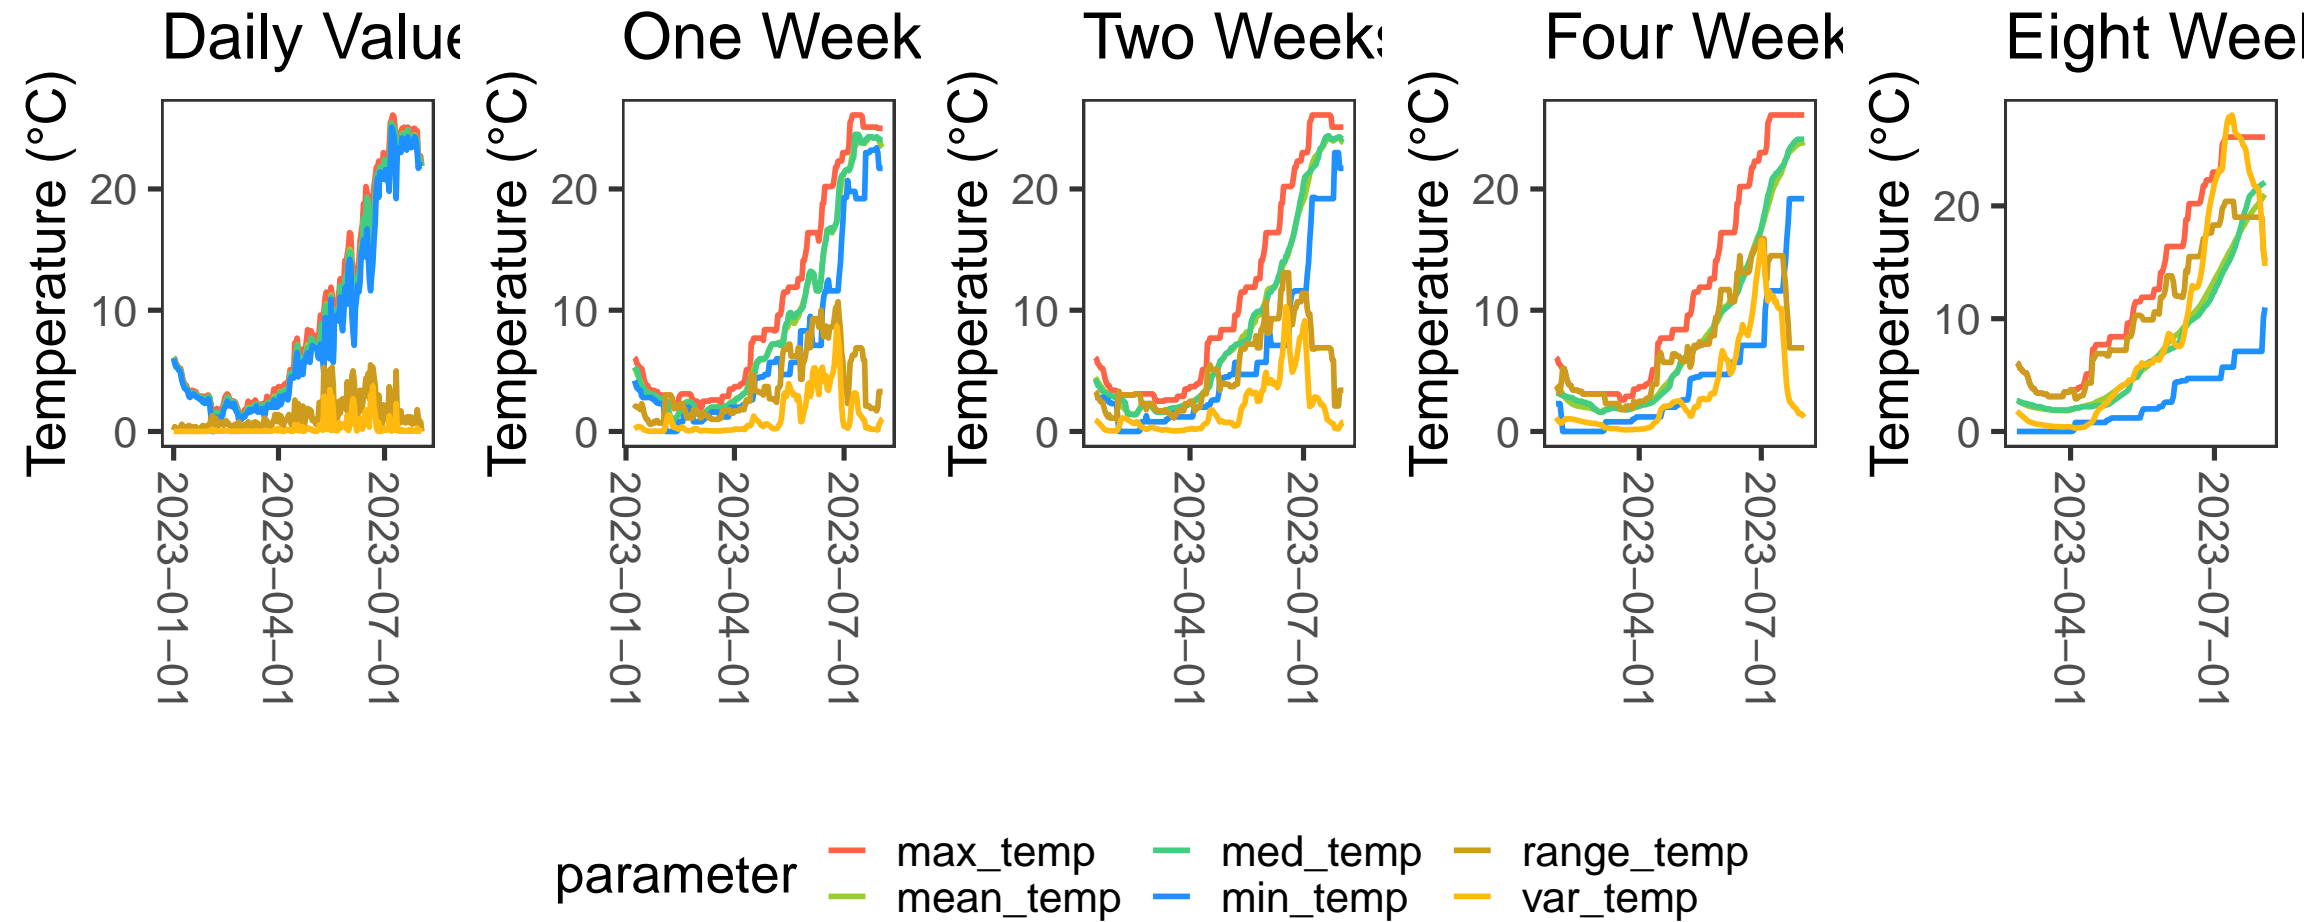 Daily Value
One Week
Two Weeks
Four Week
Eight Week
Temperature (°C)
20
10
0
2023−01−01
2023−04−01
2023−07−01
Temperature (°C)
20
10
0
2023−01−01
2023−04−01
2023−07−01
Temperature (°C)
20
10
0
2023−04−01
2023−07−01
Temperature (°C)
20
10
0
2023−04−01
2023−07−01
Temperature (°C)
20
10
0
2023−04−01
2023−07−01
parameter
max_temp
mean_temp
med_temp
min_temp
range_temp
var_temp